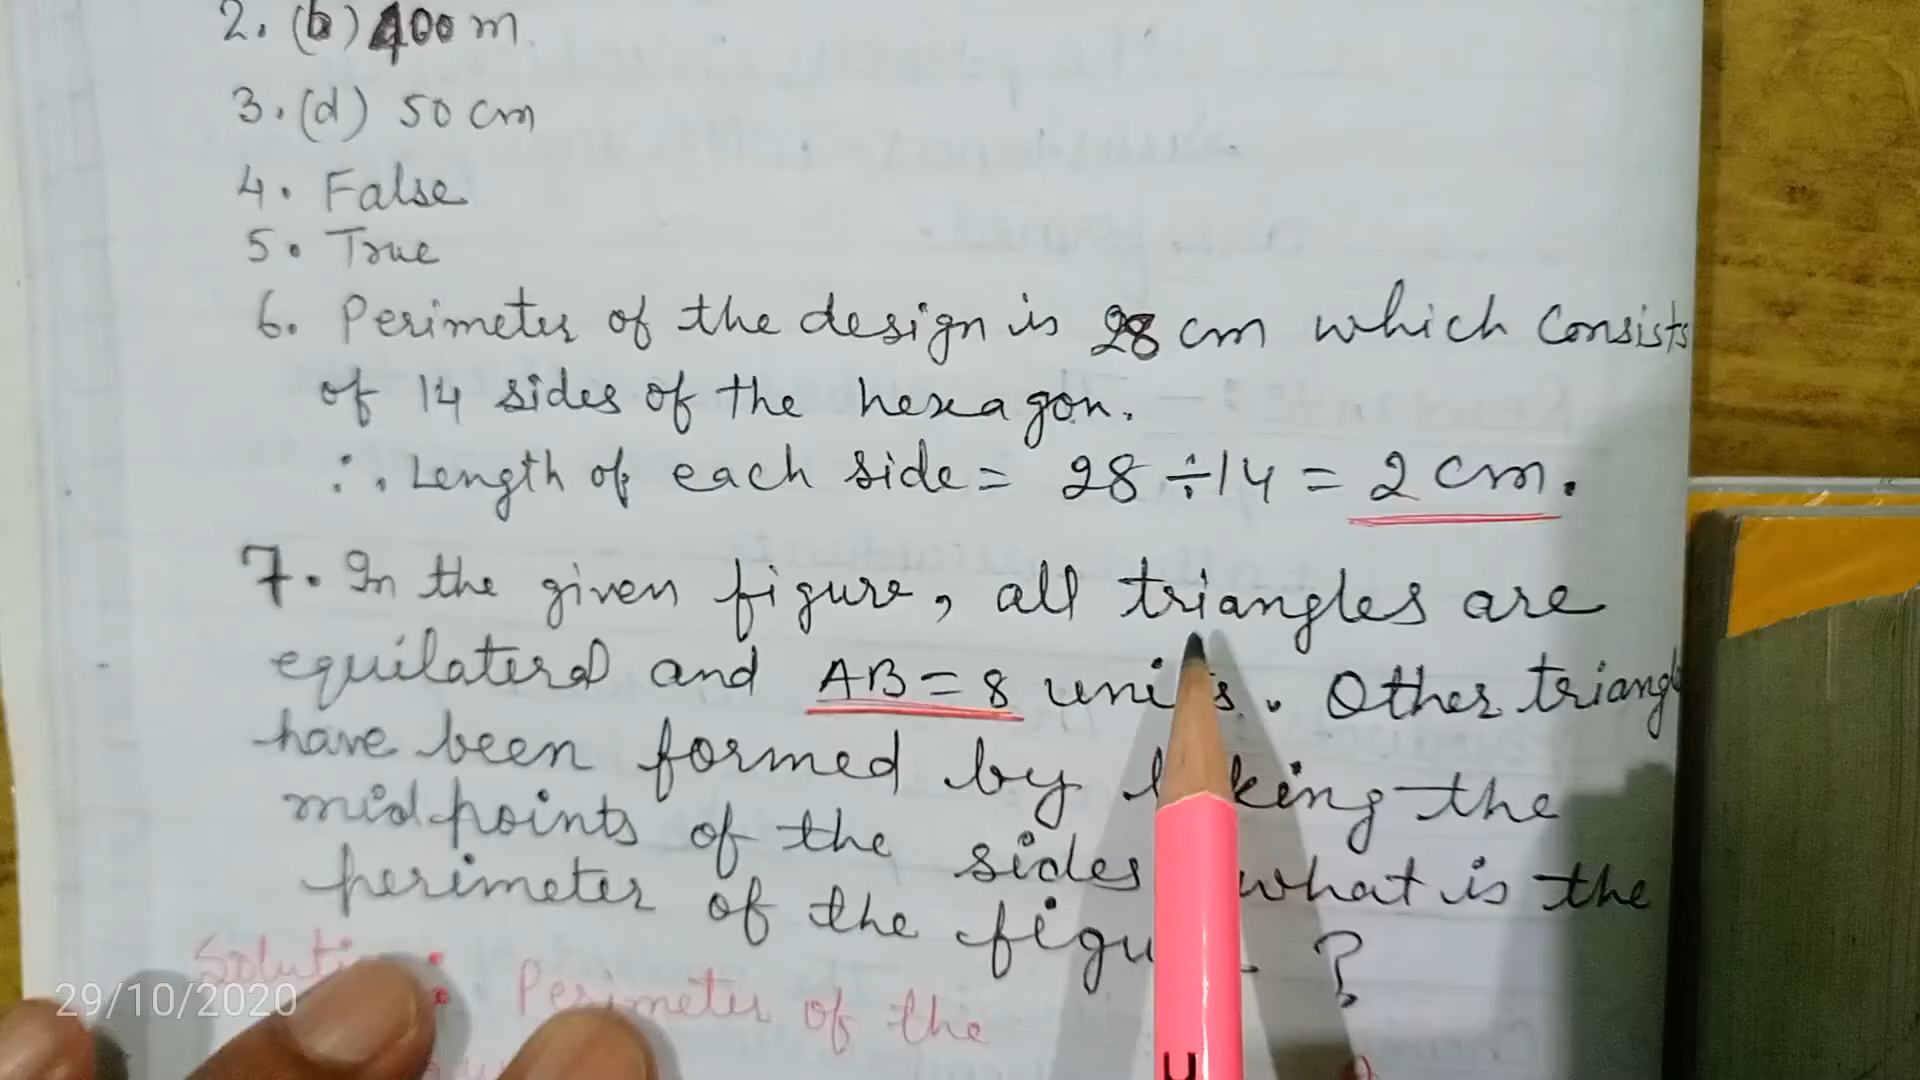 2. (b) 400 m
3. (d) 50 cm
4. False
5. True
6. Perimeter of the design is 28 cm which consists
of 14 sides of the hexagon.
∴ Length of each side = 28 ÷ 14 = 2 cm.
7. In the given figure, all triangles are
equilateral and AB = 8 units. Other triangl
have been formed by taking the
midpoints of the sides what is the
perimeter of the figu ?
Soluti : Perimeter of the
29/10/2020